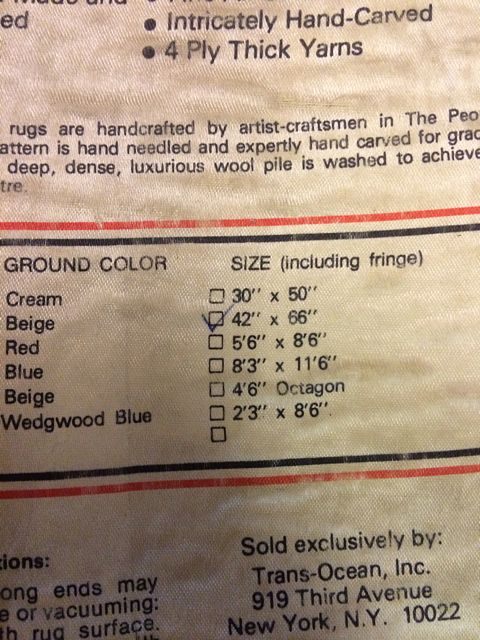 ed
• Intricately Hand-Carved
• 4 Ply Thick Yarns
rugs are handcrafted by artist-craftsmen in The Peo
attern is hand needled and expertly hand carved for grac
deep, dense, luxurious wool pile is washed to achieve
tre.
GROUND COLOR SIZE (including fringe)
Cream □ 30'' x 50''
Beige ☑ 42'' x 66''
Red □ 5'6'' x 8'6''
Blue □ 8'3'' x 11'6''
Beige □ 4'6'' Octagon
Wedgwood Blue □ 2'3'' x 8'6''
□
tions:
ong ends may
e or vacuuming:
th rug surface.
Sold exclusively by:
Trans-Ocean, Inc.
919 Third Avenue
New York, N.Y. 10022